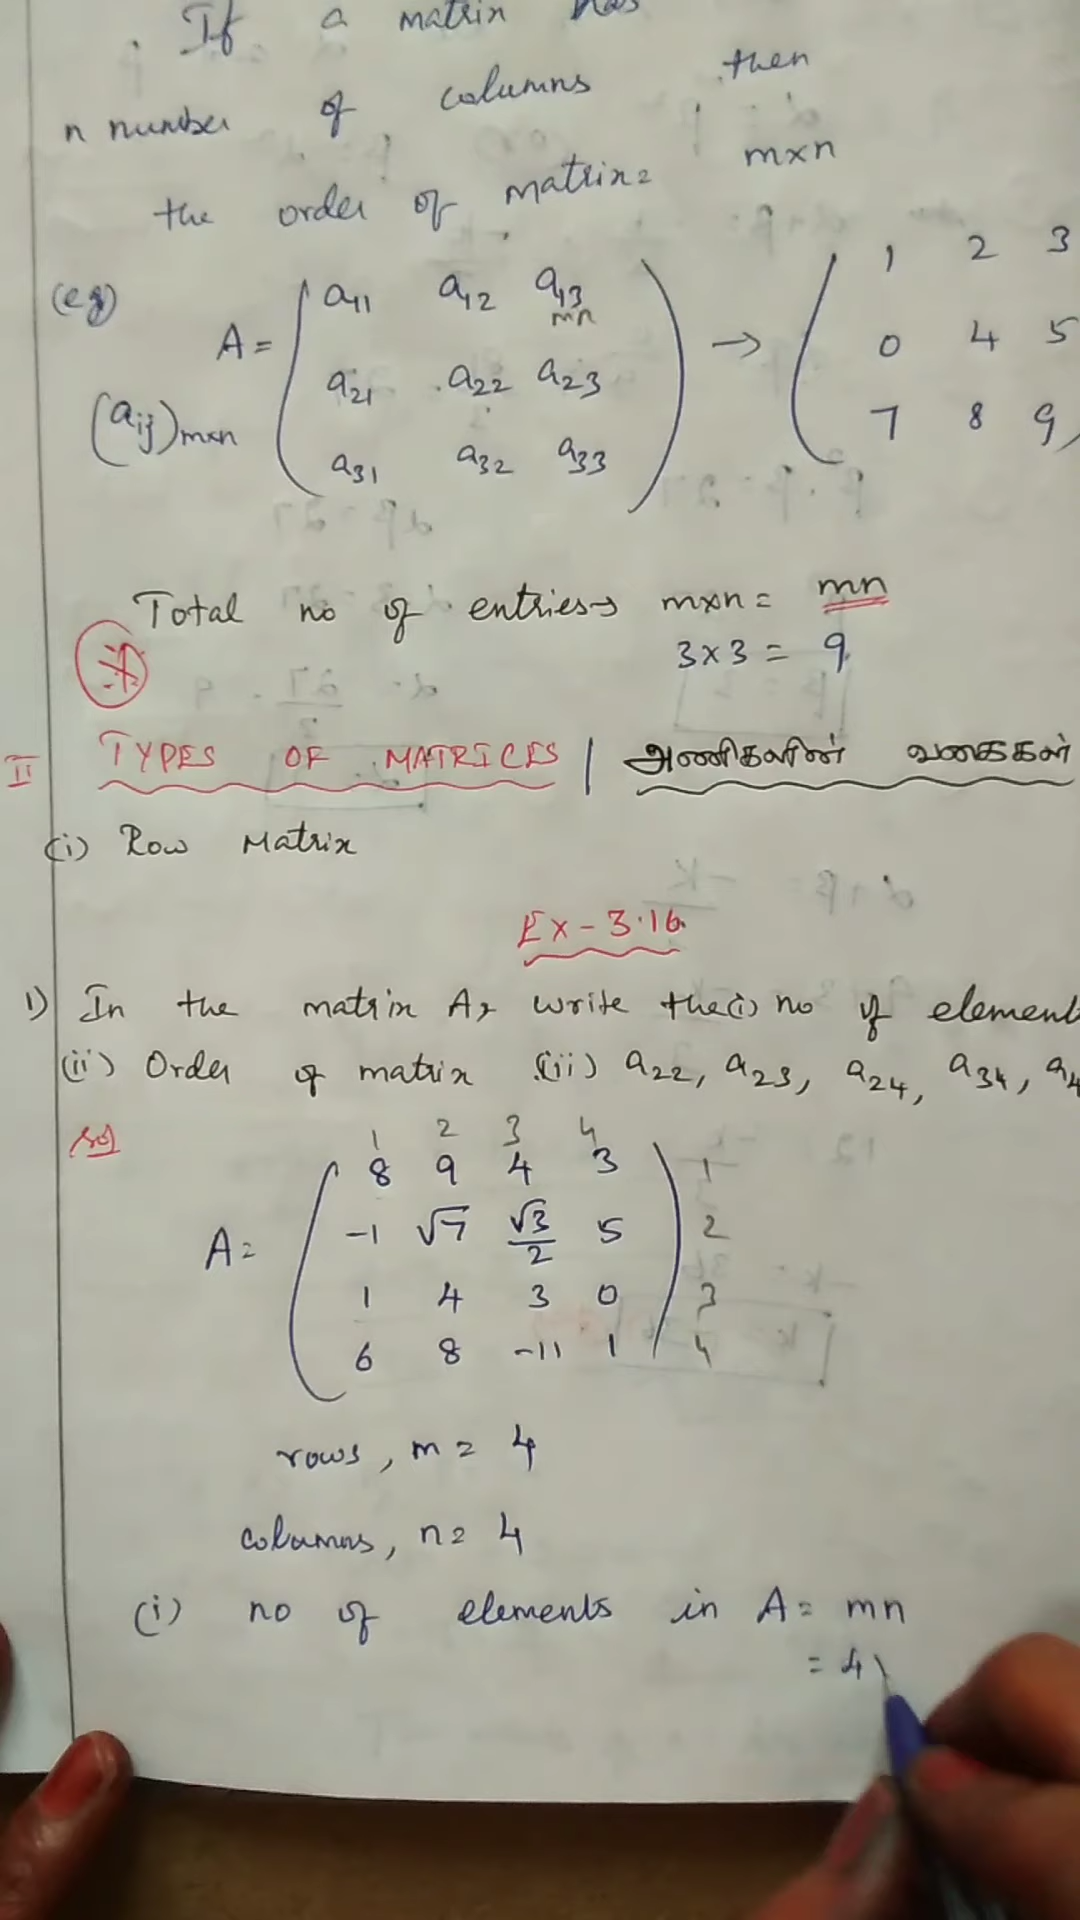 If a matrix has
n number of columns then
the order of matrix = m×n
(eg) A = ( a11 a12 a13 → ( 1 2 3
mn
a21 a22 a23 0 4 5
(aij)m×n
a31 a32 a33 ) 7 8 9
Total no of entries → m×n = mn
3×3 = 9
II TYPES OF MATRICES | அணிகளின் வகைகள்
(i) Row Matrix
Ex - 3.16
1) In the matrix A, write the (i) no of element
(ii) Order of matrix (iii) a22, a23, a24, a34,
sol
1 2 3 4
A = ( 8 9 4 3 ) 1
-1 √7 √3/2 5 2
1 4 3 0 3
6 8 -11 1 4
rows, m = 4
columns, n = 4
(i) no of elements in A = mn
= 4